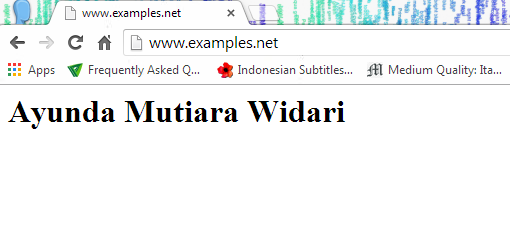 www.examples.net
www.examples.net
Apps Frequently Asked Q... Indonesian Subtitles... M Medium Quality: Ita...
Ayunda Mutiara Widari